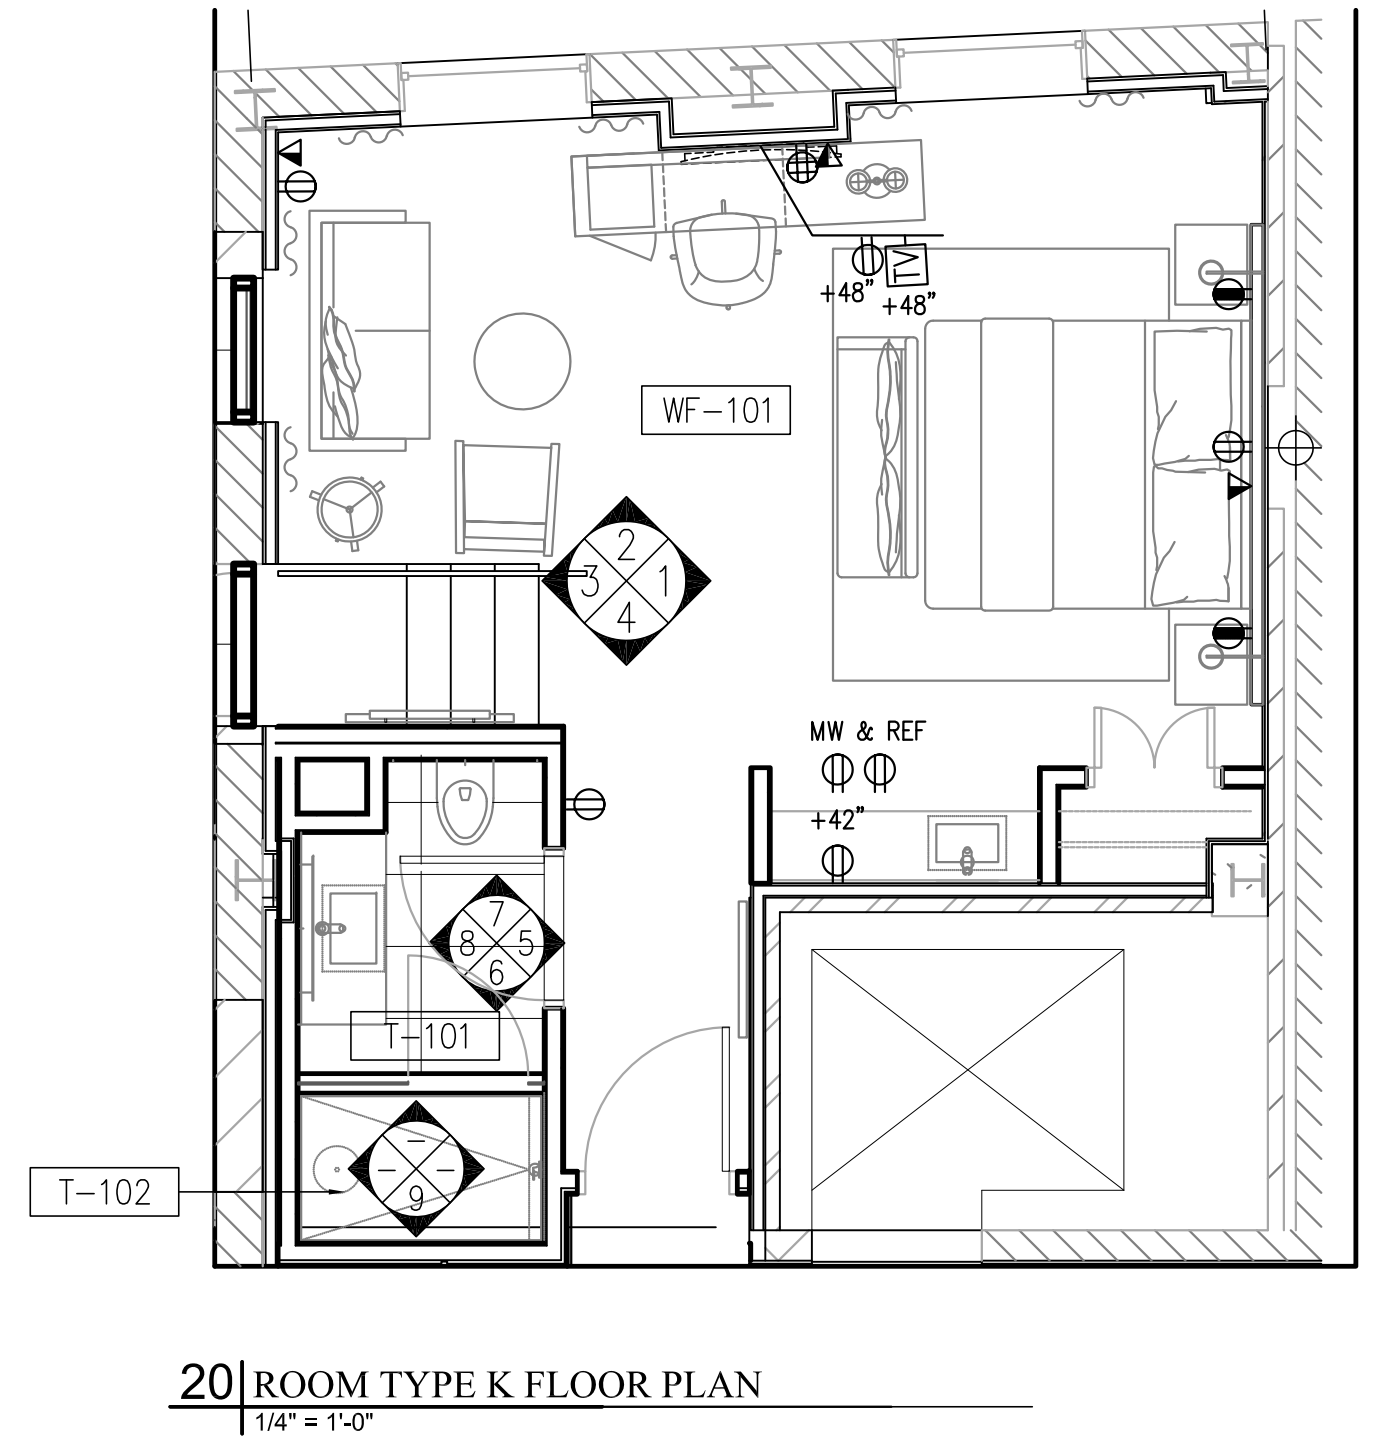 TV
+48"
+48"
WF-101
2
3
1
4
MW & REF
+42"
7
8
5
6
T-101
T-102
-
-
-
9
20
ROOM TYPE K FLOOR PLAN
1/4" = 1'-0"